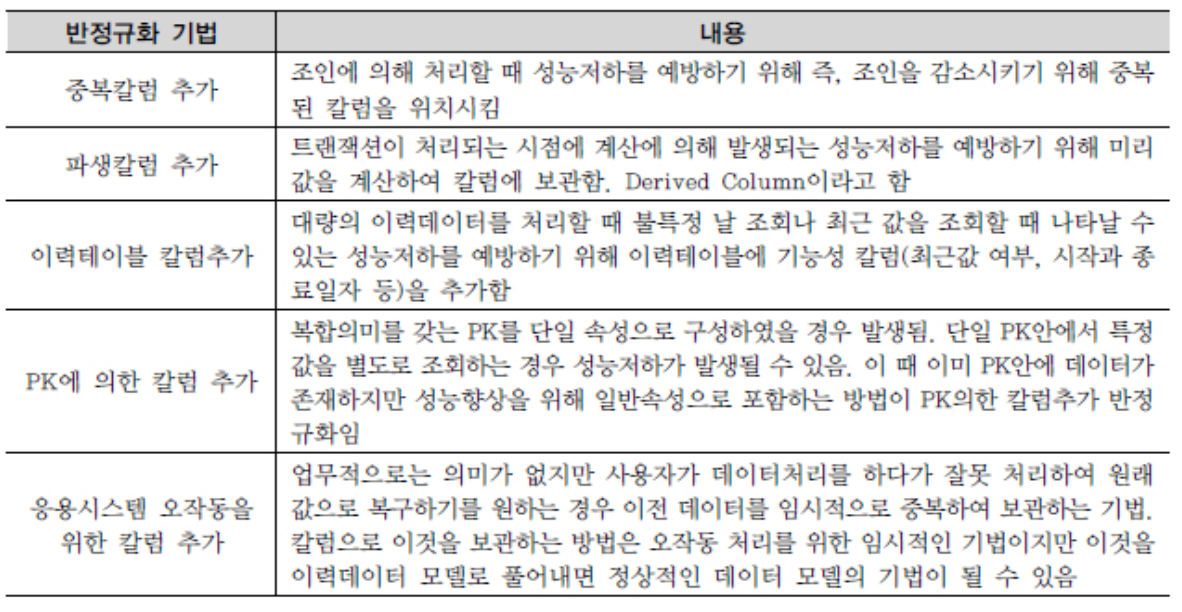 반정규화 기법 내용
중복칼럼 추가
조인에 의해 처리할 때 성능저하를 예방하기 위해 즉, 조인을 감소시키기 위해 중복
된 칼럼을 위치시킴
파생칼럼 추가
트랜잭션이 처리되는 시점에 계산에 의해 발생되는 성능저하를 예방하기 위해 미리
값을 계산하여 칼럼에 보관함. Derived Column이라고 함
이력테이블 칼럼추가
대량의 이력데이터를 처리할 때 불특정 날 조회나 최근 값을 조회할 때 나타날 수
있는 성능저하를 예방하기 위해 이력테이블에 기능성 칼럼(최근값 여부, 시작과 종
료일자 등)을 추가함
PK에 의한 칼럼 추가
복합의미를 갖는 PK를 단일 속성으로 구성하였을 경우 발생됨. 단일 PK안에서 특정
값을 별도로 조회하는 경우 성능저하가 발생될 수 있음. 이 때 이미 PK안에 데이터가
존재하지만 성능향상을 위해 일반속성으로 포함하는 방법이 PK의한 칼럼추가 반정
규화임
응용시스템 오작동을
위한 칼럼 추가
업무적으로는 의미가 없지만 사용자가 데이터처리를 하다가 잘못 처리하여 원래
값으로 복구하기를 원하는 경우 이전 데이터를 임시적으로 중복하여 보관하는 기법.
칼럼으로 이것을 보관하는 방법은 오작동 처리를 위한 임시적인 기법이지만 이것을
이력데이터 모델로 풀어내면 정상적인 데이터 모델의 기법이 될 수 있음